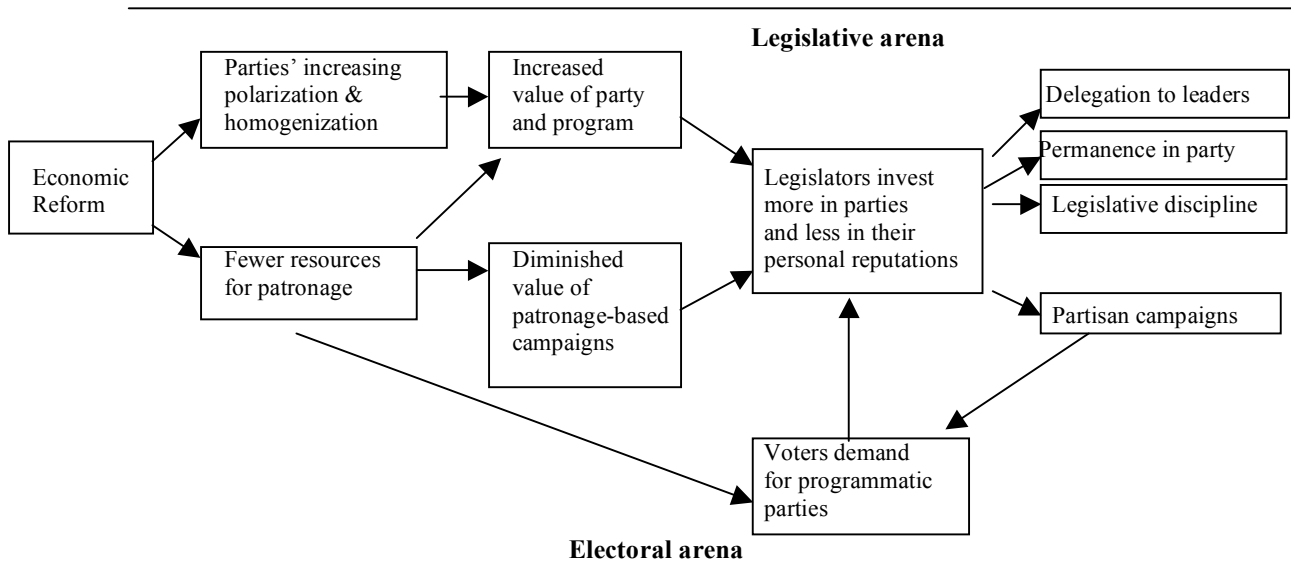 Legislative arena
Parties’ increasing
polarization &
homogenization
Increased
value of party
and program
Delegation to leaders
Permanence in party
Legislative discipline
Economic
Reform
Legislators invest
more in parties
and less in their
personal reputations
Fewer resources
for patronage
Diminished
value of
patronage-based
campaigns
Partisan campaigns
Voters demand
for programmatic
parties
Electoral arena